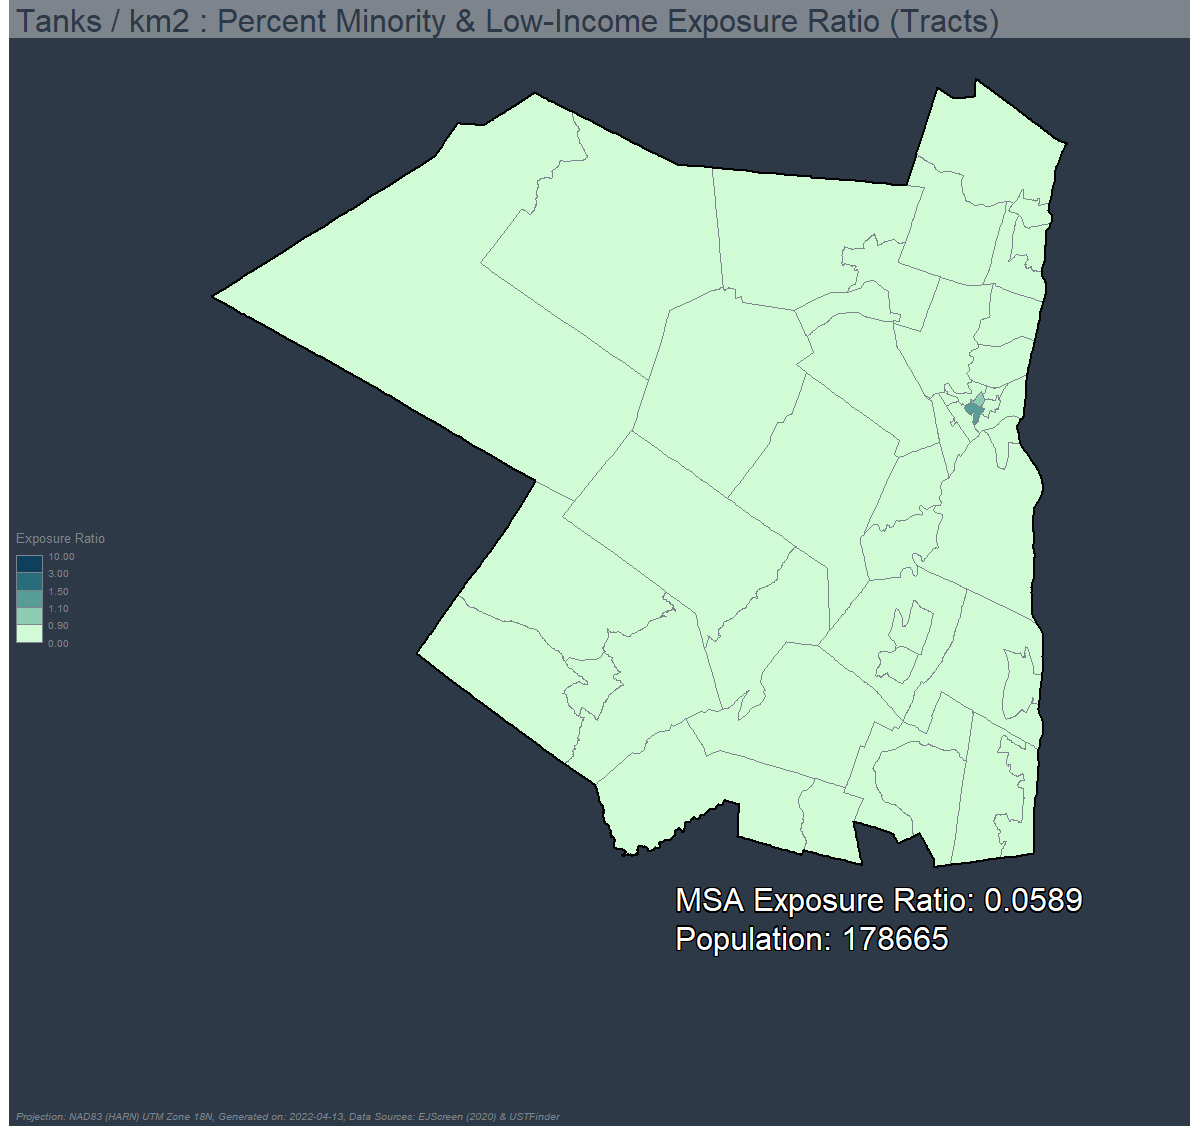 Tanks / km2 : Percent Minority & Low-Income Exposure Ratio (Tracts)
Exposure Ratio
10.00
3.00
1.50
1.10
0.90
0.00
MSA Exposure Ratio: 0.0589
Population: 178665
Projection: NAD83 (HARN) UTM Zone 18N, Generated on: 2022-04-13, Data Sources: EJScreen (2020) & USTFinder